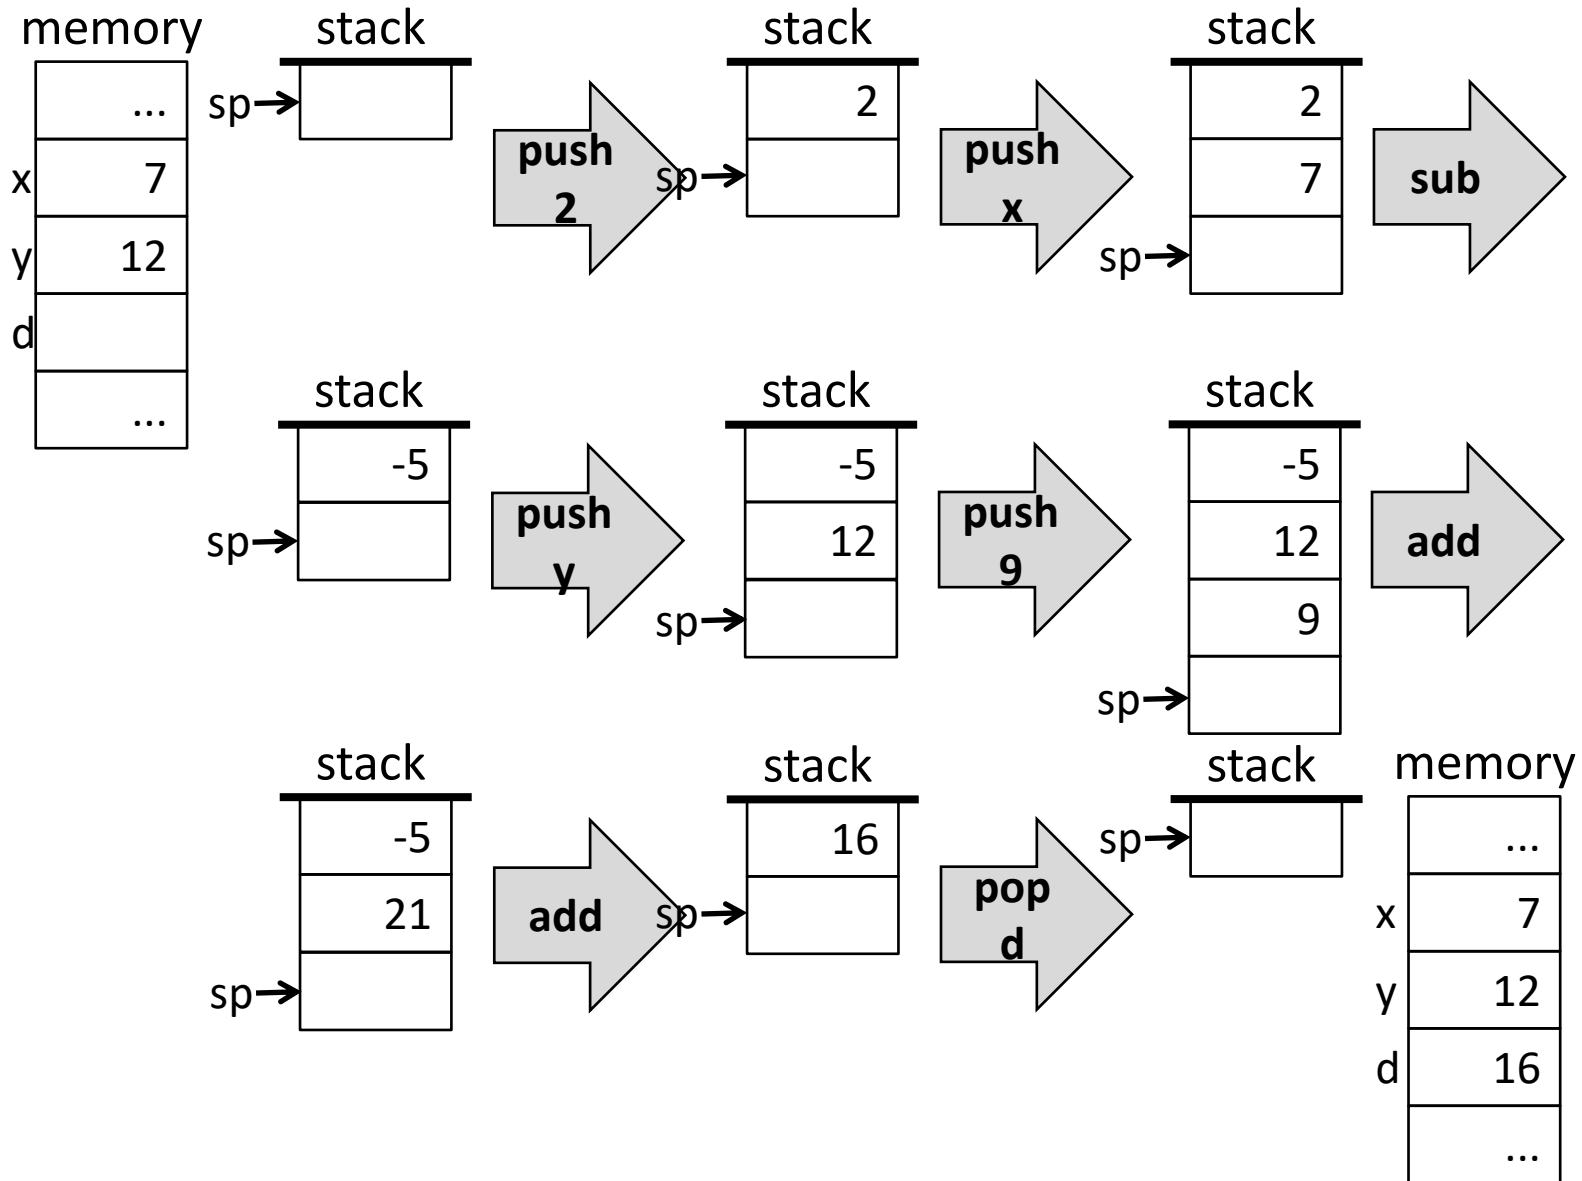 memory
stack
stack
stack
...
sp
2
2
push
2
push
x
x
7
sp
7
sub
y
12
sp
d
...
stack
stack
stack
-5
-5
-5
push
y
push
9
sp
12
12
add
sp
9
sp
stack
stack
stack
memory
-5
16
sp
...
21
add
sp
pop
d
x
7
sp
y
12
d
16
...